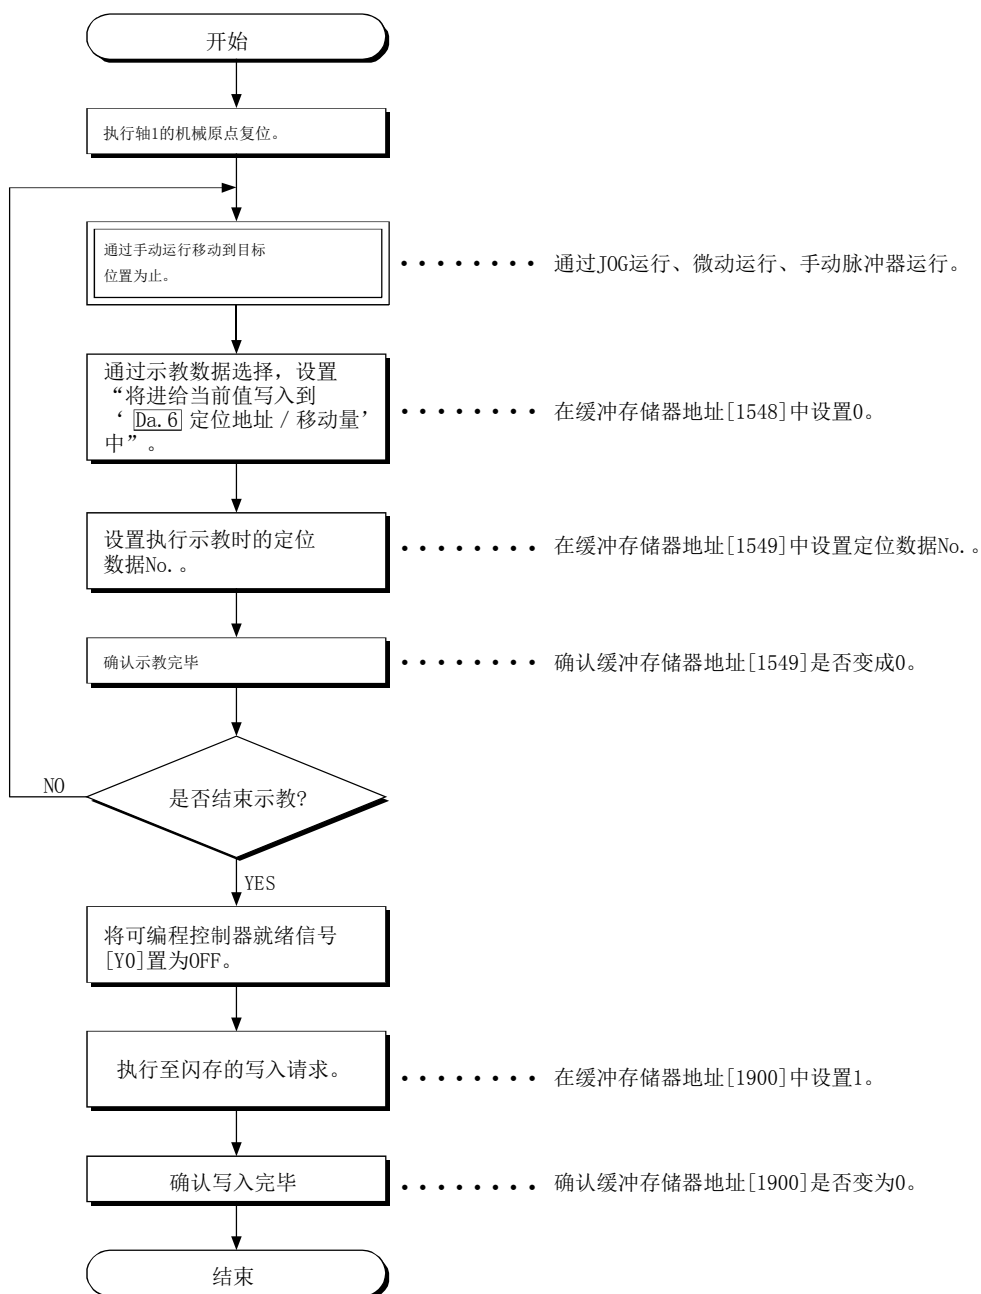 开始
执行轴1的机械原点复位。
通过手动运行移动到目标
位置为止。
通过JOG运行、微动运行、手动脉冲器运行。
通过示教数据选择，设置
“将进给当前值写入到
‘ Da.6 定位地址/移动量’
中”。
在缓冲存储器地址[1548]中设置0。
设置执行示教时的定位
数据No.。
在缓冲存储器地址[1549]中设置定位数据No.。
确认示教完毕
确认缓冲存储器地址[1549]是否变成0。
NO
是否结束示教?
YES
将可编程控制器就绪信号
[Y0]置为OFF。
执行至闪存的写入请求。
在缓冲存储器地址[1900]中设置1。
确认写入完毕
确认缓冲存储器地址[1900]是否变为0。
结束